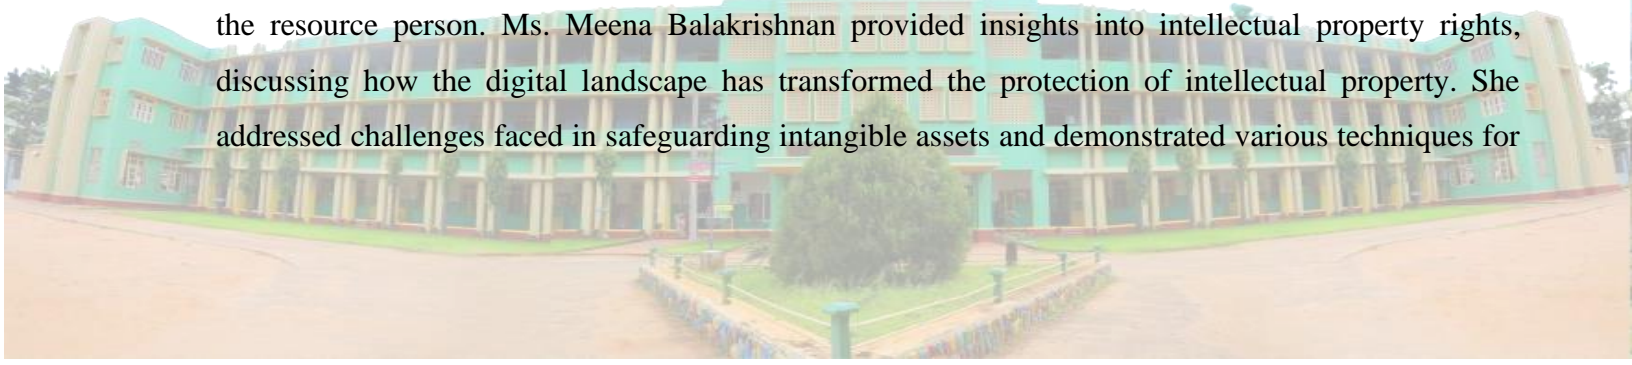 the resource person. Ms. Meena Balakrishnan provided insights into intellectual property rights,
discussing how the digital landscape has transformed the protection of intellectual property. She
addressed challenges faced in safeguarding intangible assets and demonstrated various techniques for